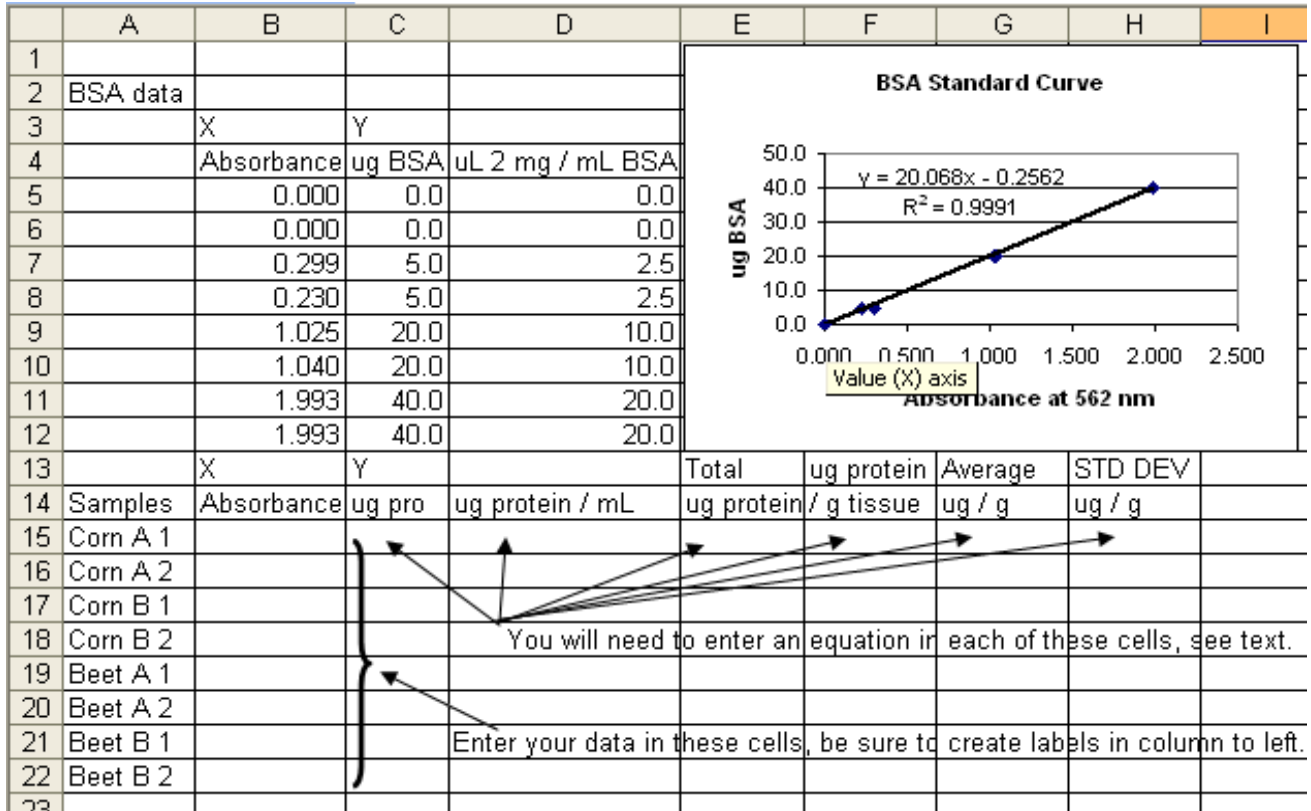 A B C D E F G H I
1
2 BSA data
3 X Y
4 Absorbance ug BSA uL 2 mg / mL BSA
5 0.000 0.0 0.0
6 0.000 0.0 0.0
7 0.299 5.0 2.5
8 0.230 5.0 2.5
9 1.025 20.0 10.0
10 1.040 20.0 10.0
11 1.993 40.0 20.0
12 1.993 40.0 20.0
BSA Standard Curve
y = 20.068x - 0.2562
R² = 0.9991
ug BSA
50.0
40.0
30.0
20.0
10.0
0.0
0.000 0.500 1.000 1.500 2.000 2.500
Value (X) axis
Absorbance at 562 nm
13 X Y Total ug protein Average STD DEV
14 Samples Absorbance ug pro ug protein / mL ug protein / g tissue ug / g ug / g
15 Corn A 1
16 Corn A 2
17 Corn B 1
18 Corn B 2 You will need to enter an equation in each of these cells, see text.
19 Beet A 1
20 Beet A 2
21 Beet B 1 Enter your data in these cells, be sure to create labels in column to left.
22 Beet B 2
23